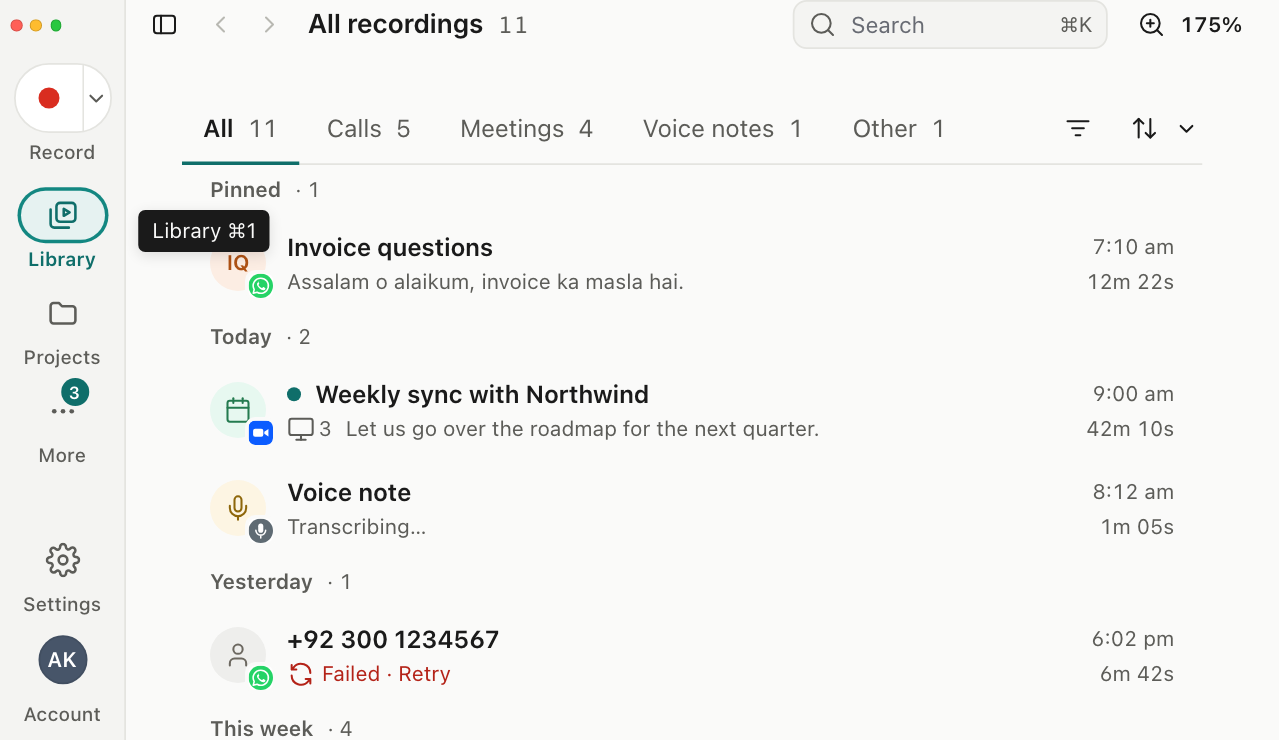 All recordings 11
Search ⌘K
175%
Record
Library
Projects
3
More
Settings
AK
Account
Library ⌘1
All 11 Calls 5 Meetings 4 Voice notes 1 Other 1
Pinned · 1
IQ
Invoice questions 7:10 am
Assalam o alaikum, invoice ka masla hai. 12m 22s
Today · 2
Weekly sync with Northwind 9:00 am
3 Let us go over the roadmap for the next quarter. 42m 10s
Voice note 8:12 am
Transcribing... 1m 05s
Yesterday · 1
+92 300 1234567 6:02 pm
Failed · Retry 6m 42s
This week · 4